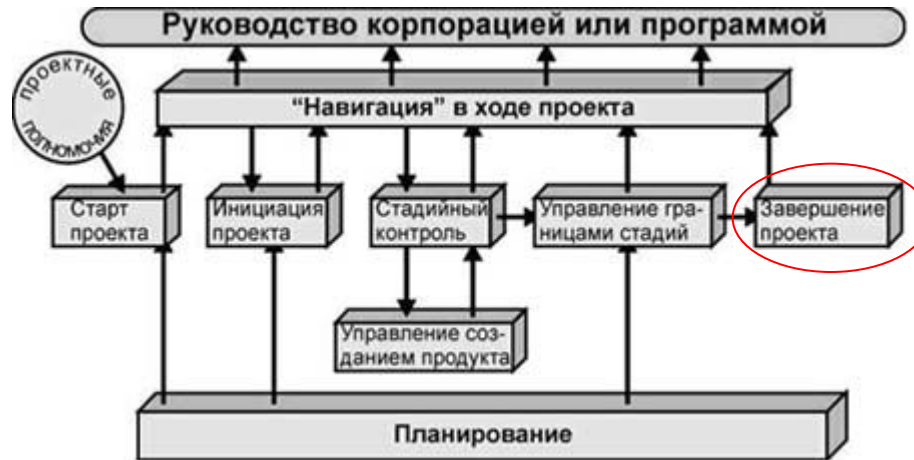 Руководство корпорацией или программой
проектные
полномочия
"Навигация" в ходе проекта
Старт
проекта
Инициация
проекта
Стадийный
контроль
Управление гра-
ницами стадий
Завершение
проекта
Управление соз-
данием продукта
Планирование